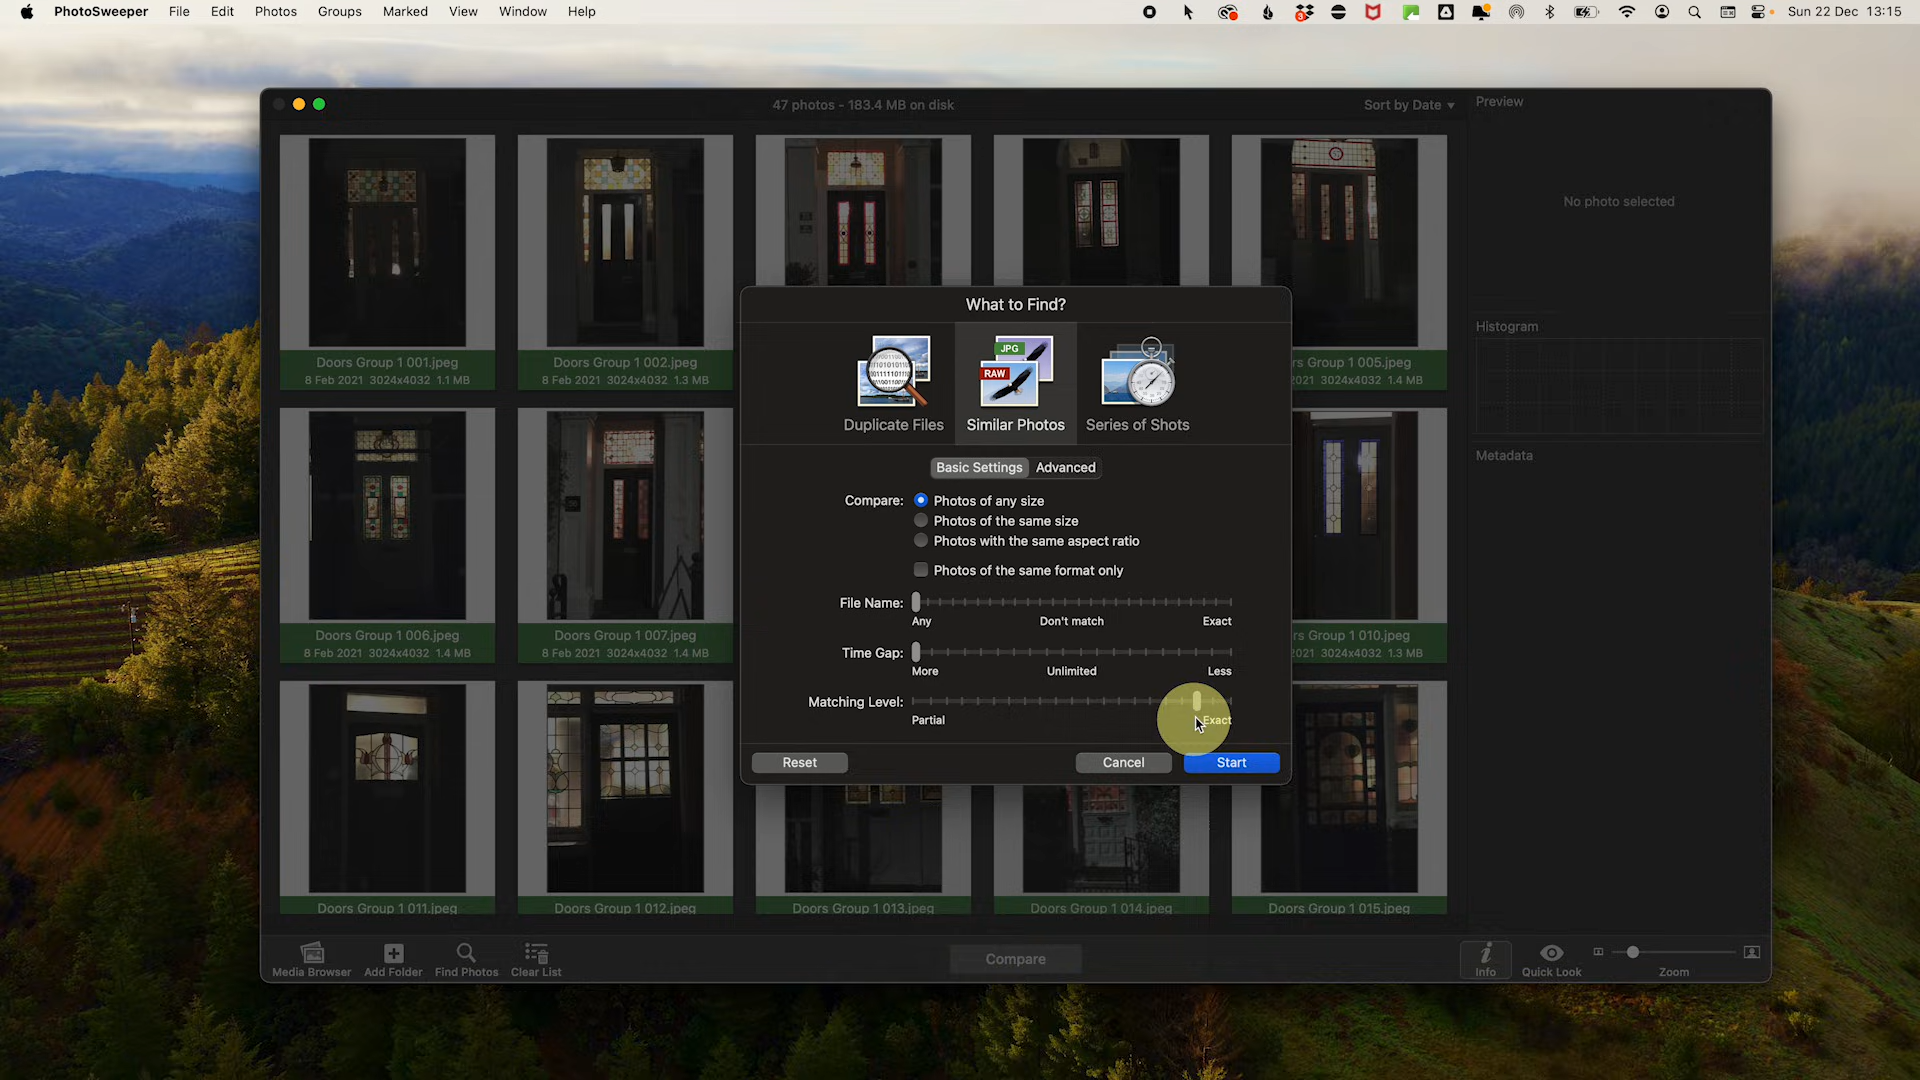 PhotoSweeper File Edit Photos Groups Marked View Window Help
3
Sun 22 Dec 13:15
47 photos - 183.4 MB on disk
Sort by Date
Preview
No photo selected
Histogram
Metadata
Doors Group 1 001.jpeg
8 Feb 2021 3024x4032 1.1 MB
Doors Group 1 002.jpeg
8 Feb 2021 3024x4032 1.3 MB
rs Group 1 005.jpeg
2021 3024x4032 1.4 MB
Doors Group 1 006.jpeg
8 Feb 2021 3024x4032 1.4 MB
Doors Group 1 007.jpeg
8 Feb 2021 3024x4032 1.4 MB
rs Group 1 010.jpeg
2021 3024x4032 1.3 MB
Doors Group 1 011.jpeg
Doors Group 1 012.jpeg
Doors Group 1 013.jpeg
Doors Group 1 014.jpeg
Doors Group 1 015.jpeg
What to Find?
JPG
RAW
Duplicate Files
Similar Photos
Series of Shots
Basic Settings Advanced
Compare: Photos of any size
Photos of the same size
Photos with the same aspect ratio
Photos of the same format only
File Name:
Any Don't match Exact
Time Gap:
More Unlimited Less
Matching Level:
Partial Exact
Reset Cancel Start
Media Browser Add Folder Find Photos Clear List
Compare
Info Quick Look Zoom